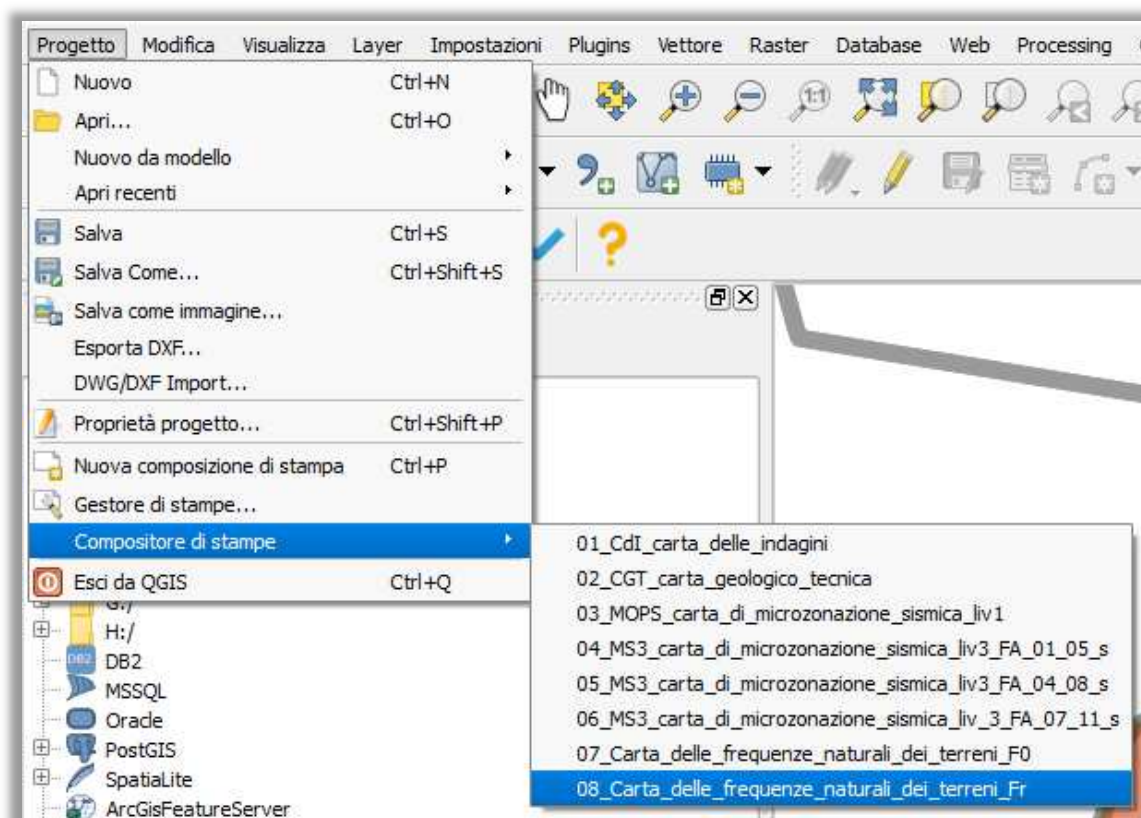 Progetto Modifica Visualizza Layer Impostazioni Plugins Vettore Raster Database Web Processing
Nuovo Ctrl+N
Apri... Ctrl+O
Nuovo da modello
Apri recenti
Salva Ctrl+S
Salva Come... Ctrl+Shift+S
Salva come immagine...
Esporta DXF...
DWG/DXF Import...
Proprietà progetto... Ctrl+Shift+P
Nuova composizione di stampa Ctrl+P
Gestore di stampe...
Compositore di stampe
Esci da QGIS Ctrl+Q
01_CdI_carta_delle_indagini
02_CGT_carta_geologico_tecnica
03_MOPS_carta_di_microzonazione_sismica_liv1
04_MS3_carta_di_microzonazione_sismica_liv3_FA_01_05_s
05_MS3_carta_di_microzonazione_sismica_liv3_FA_04_08_s
06_MS3_carta_di_microzonazione_sismica_liv_3_FA_07_11_s
07_Carta_delle_frequenze_naturali_dei_terreni_F0
08_Carta_delle_frequenze_naturali_dei_terreni_Fr
1:1
G:/
H:/
DB2 DB2
MSSQL
Oracle
PostGIS
SpatiaLite
ArcGisFeatureServer